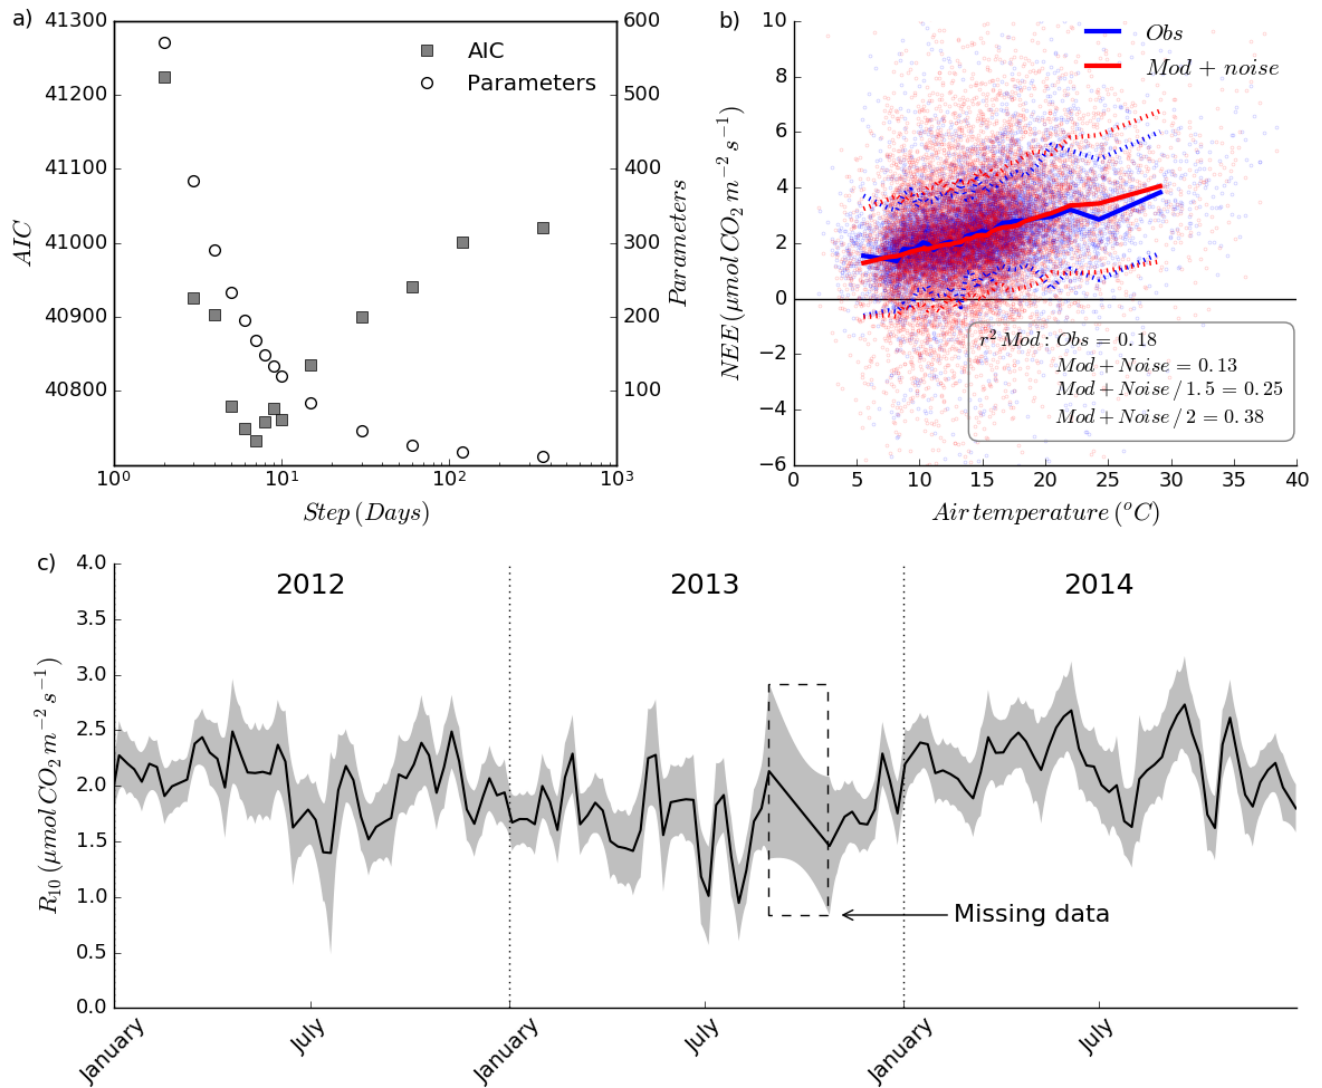 a)
41300
41200
41100
41000
40900
40800
AIC
10⁰
10¹
10²
10³
Step (Days)
600
500
400
300
200
100
Parameters
AIC
Parameters
b)
10
8
6
4
2
0
−2
−4
−6
NEE (μmol CO₂ m⁻² s⁻¹)
0 5 10 15 20 25 30 35 40
Air temperature (°C)
Obs
Mod + noise
r² Mod : Obs = 0.18
Mod + Noise = 0.13
Mod + Noise / 1.5 = 0.25
Mod + Noise / 2 = 0.38
c)
4.0
3.5
3.0
2.5
2.0
1.5
1.0
0.5
0.0
R₁₀ (μmol CO₂ m⁻² s⁻¹)
2012
2013
2014
Missing data
January
July
January
July
January
July